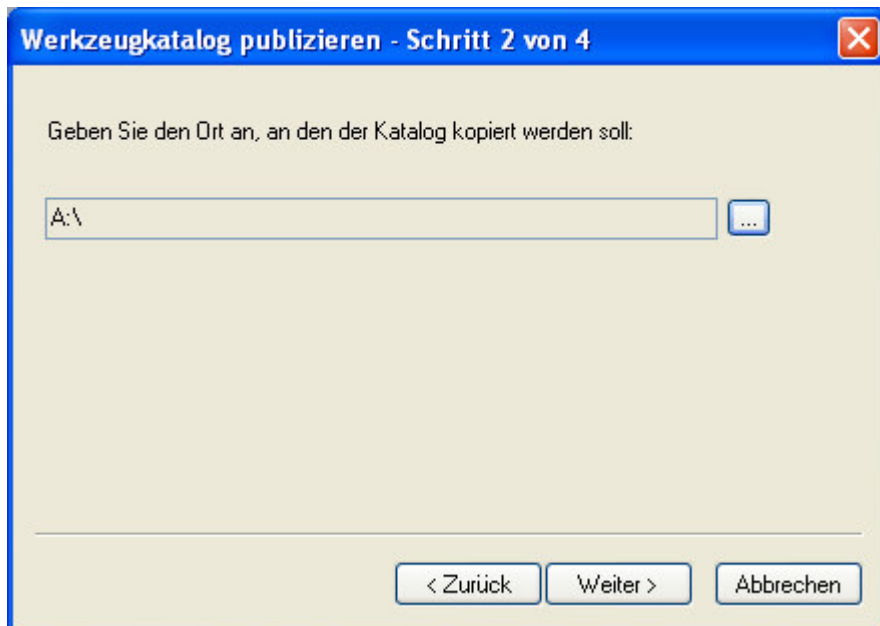 Werkzeugkatalog publizieren - Schritt 2 von 4
Geben Sie den Ort an, an den der Katalog kopiert werden soll:
A:\
...
< Zurück
Weiter >
Abbrechen